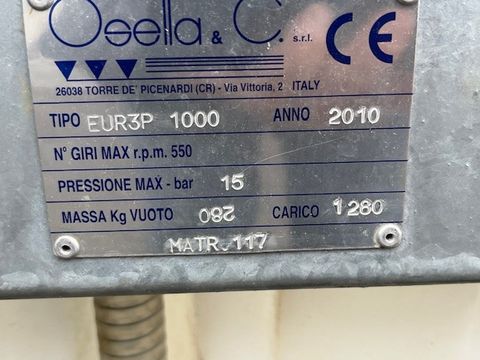 Osella & C. s.r.l. CE
26038 TORRE DE' PICENARDI (CR) - Via Vittoria, 2 ITALY
TIPO EUR3P 1000 ANNO 2010
N° GIRI MAX r.p.m. 550
PRESSIONE MAX - bar 15
MASSA Kg VUOTO 280 CARICO 1280
MATR. 117